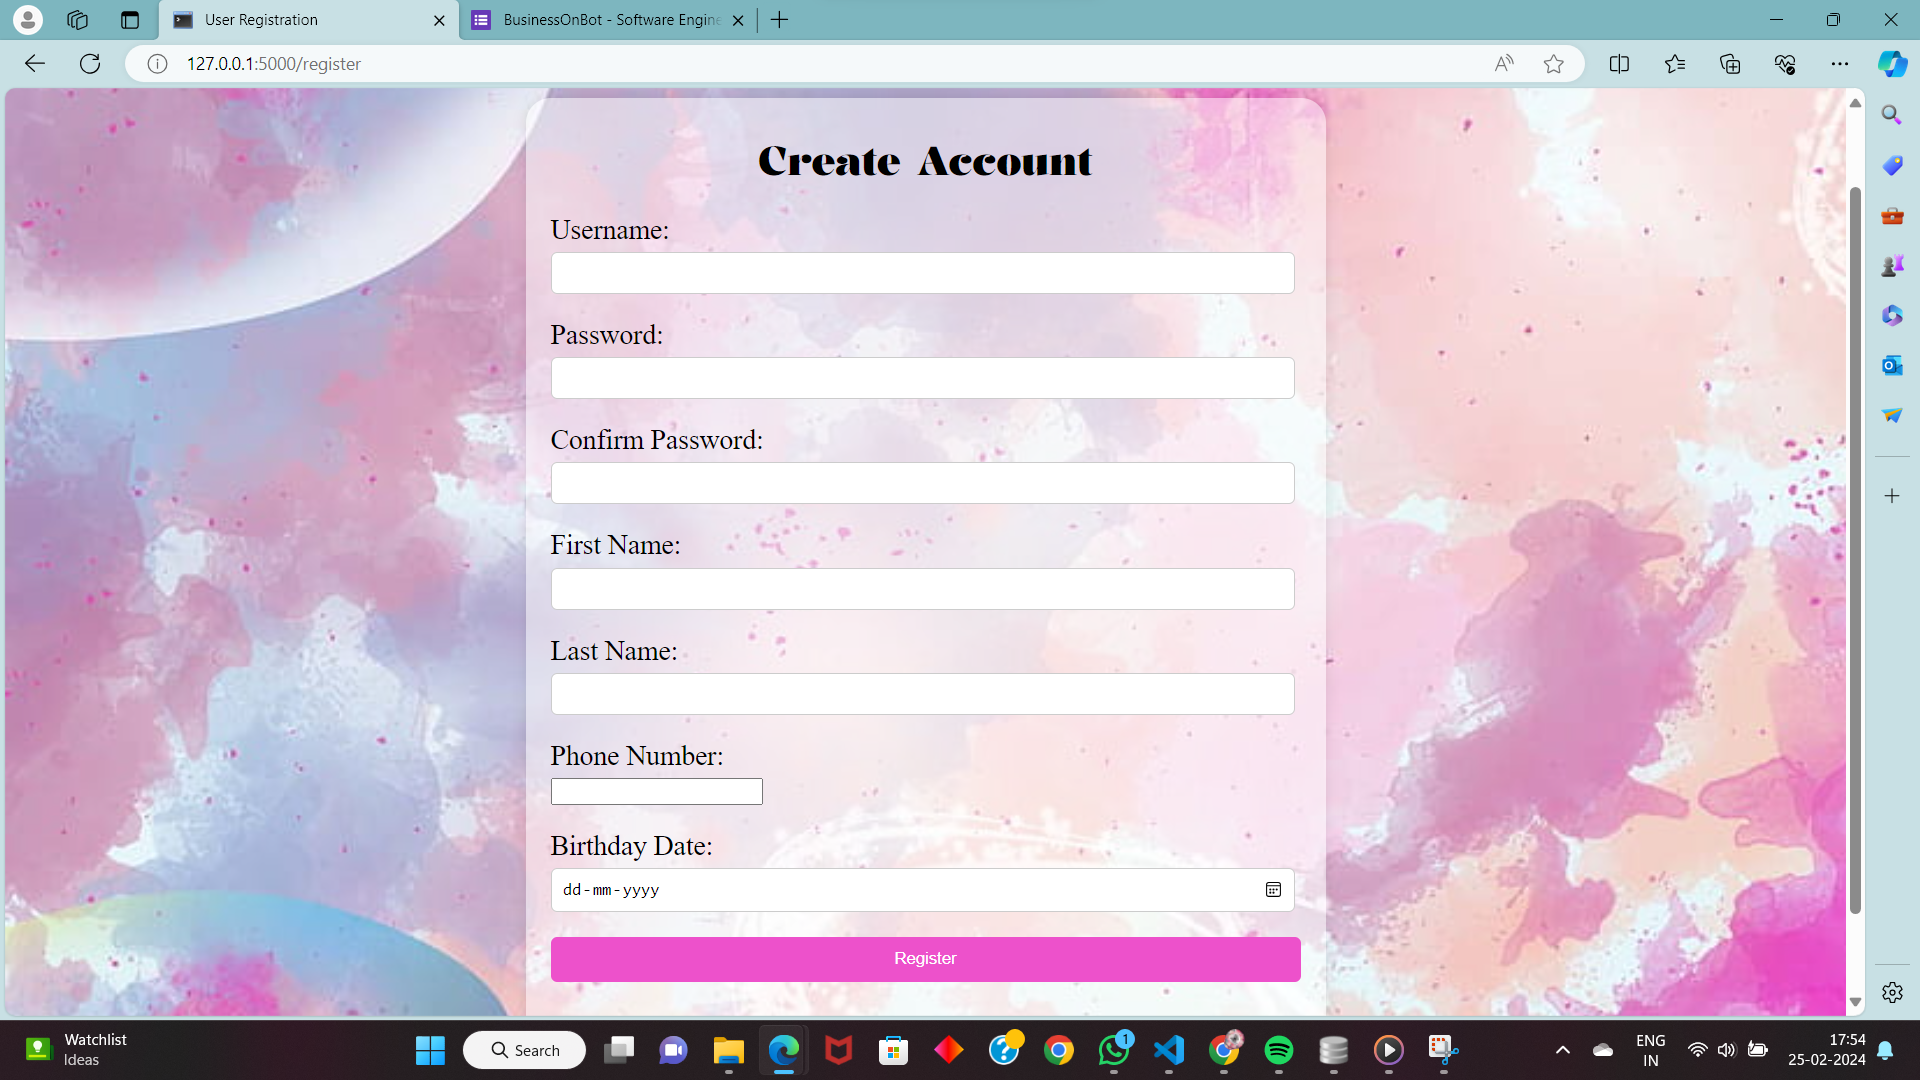 User Registration
BusinessOnBot - Software Engine
127.0.0.1:5000/register
Create Account
Username:
Password:
Confirm Password:
First Name:
Last Name:
Phone Number:
Birthday Date:
dd-mm-yyyy
Register
Watchlist
Ideas
Search
1
ENG
IN
17:54
25-02-2024